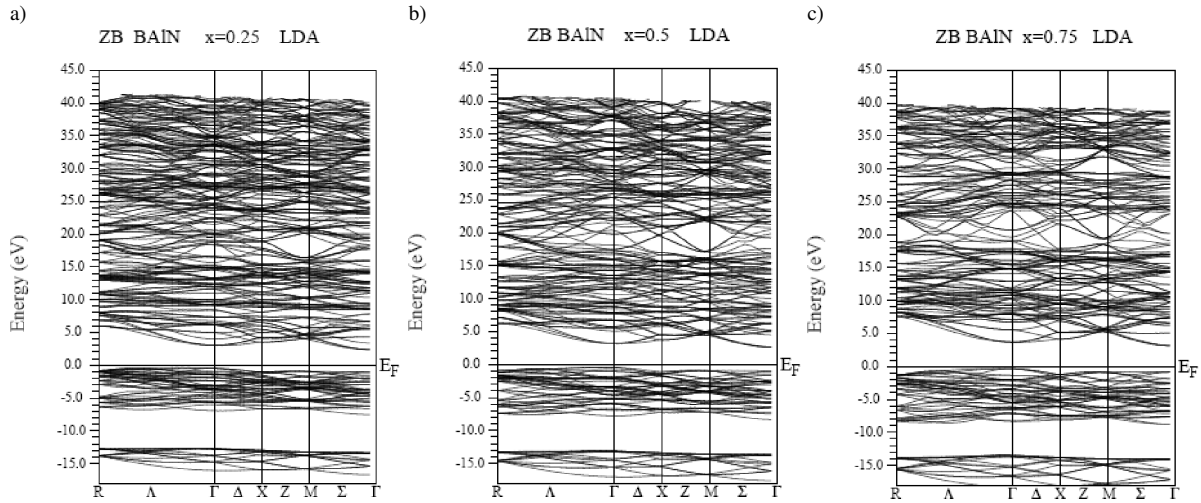 a)
ZB BAlN x=0.25 LDA
45.0
40.0
35.0
30.0
25.0
20.0
15.0
10.0
5.0
0.0
-5.0
-10.0
-15.0
Energy (eV)
E_F
R Λ Γ Δ X Z M Σ Γ
b)
ZB BAlN x=0.5 LDA
45.0
40.0
35.0
30.0
25.0
20.0
15.0
10.0
5.0
0.0
-5.0
-10.0
-15.0
Energy (eV)
E_F
R Λ Γ Δ X Z M Σ Γ
c)
ZB BAlN x=0.75 LDA
45.0
40.0
35.0
30.0
25.0
20.0
15.0
10.0
5.0
0.0
-5.0
-10.0
-15.0
Energy (eV)
E_F
R Λ Γ Δ X Z M Σ Γ